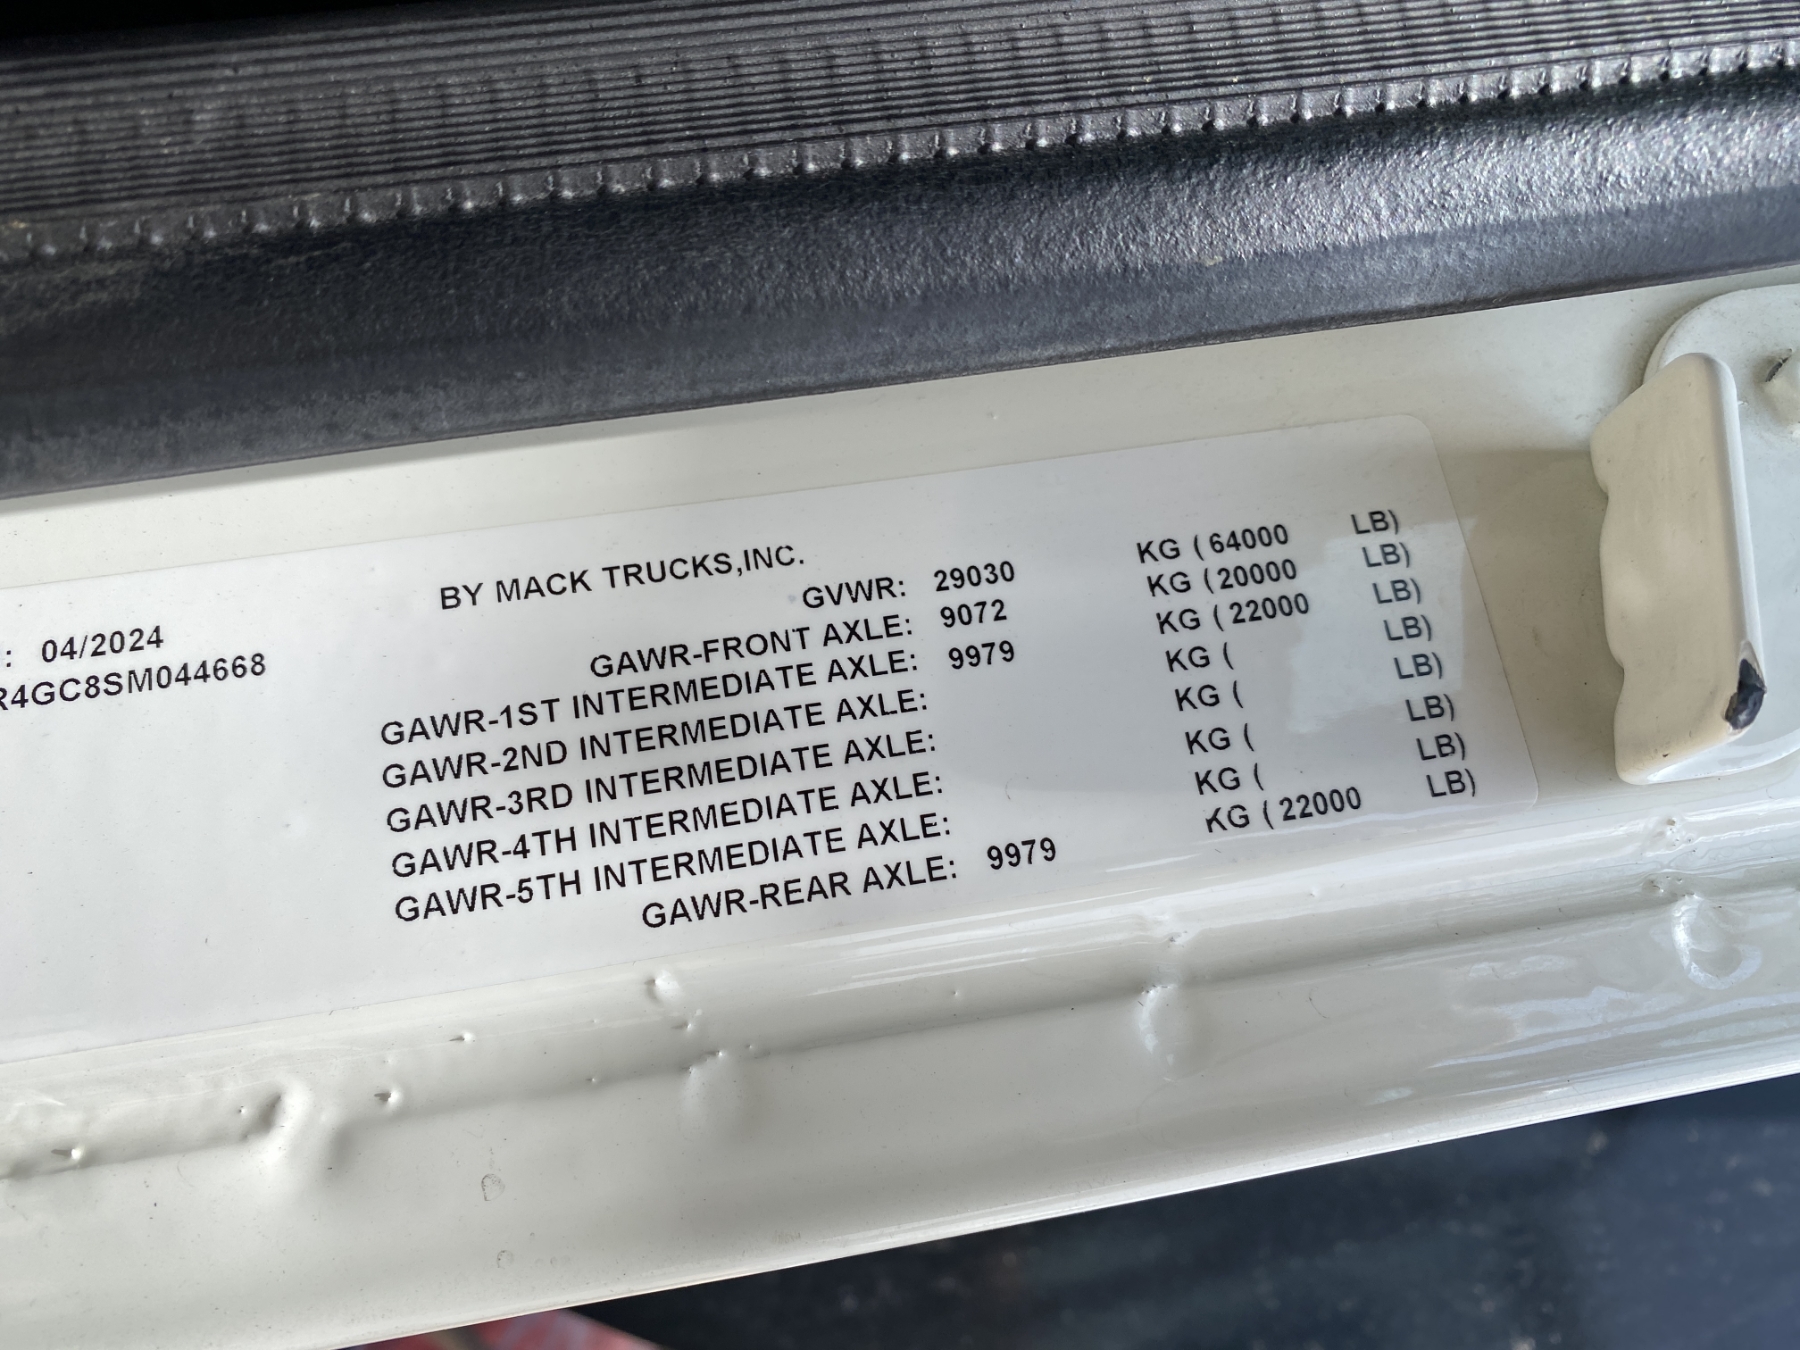 BY MACK TRUCKS,INC.
GVWR: 29030 KG (64000 LB)
GAWR-FRONT AXLE: 9072 KG (20000 LB)
GAWR-1ST INTERMEDIATE AXLE: 9979 KG (22000 LB)
GAWR-2ND INTERMEDIATE AXLE: KG ( LB)
GAWR-3RD INTERMEDIATE AXLE: KG ( LB)
GAWR-4TH INTERMEDIATE AXLE: KG ( LB)
GAWR-5TH INTERMEDIATE AXLE: KG ( LB)
GAWR-REAR AXLE: 9979 KG (22000 LB)
: 04/2024
R4GC8SM044668